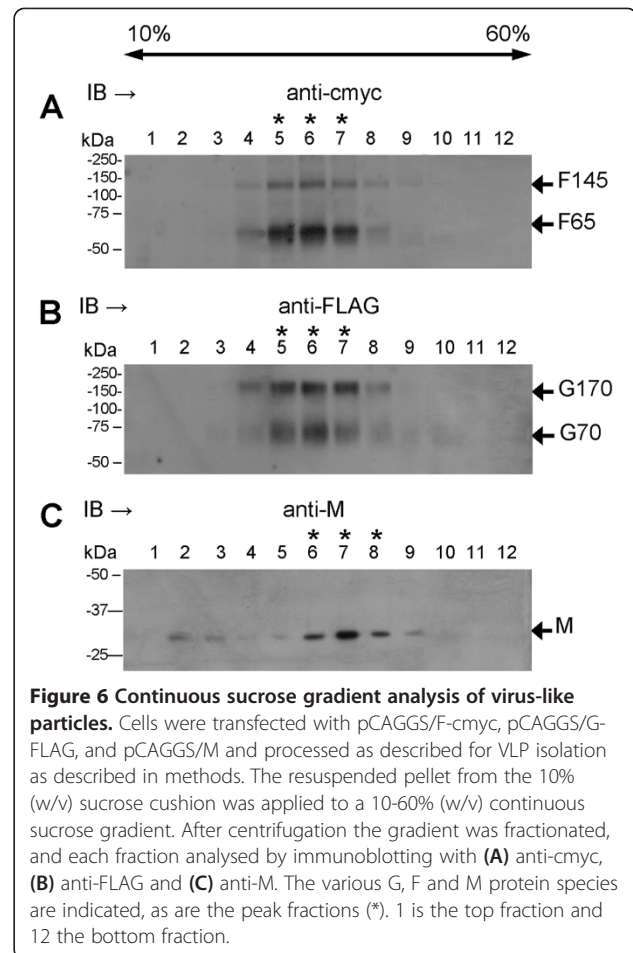 10% 60%
A IB → anti-cmyc
* * *
kDa 1 2 3 4 5 6 7 8 9 10 11 12
-250-
-150-
-100-
-75 –
-50 –
F145
F65
B IB → anti-FLAG
* * *
kDa 1 2 3 4 5 6 7 8 9 10 11 12
-250-
-150-
-100-
-75 –
-50 –
G170
G70
C IB → anti-M
* * *
kDa 1 2 3 4 5 6 7 8 9 10 11 12
-50 –
-37—
-25—
M
Figure 6 Continuous sucrose gradient analysis of virus-like
particles. Cells were transfected with pCAGGS/F-cmyc, pCAGGS/G-
FLAG, and pCAGGS/M and processed as described for VLP isolation
as described in methods. The resuspended pellet from the 10%
(w/v) sucrose cushion was applied to a 10-60% (w/v) continuous
sucrose gradient. After centrifugation the gradient was fractionated,
and each fraction analysed by immunoblotting with (A) anti-cmyc,
(B) anti-FLAG and (C) anti-M. The various G, F and M protein species
are indicated, as are the peak fractions (*). 1 is the top fraction and
12 the bottom fraction.